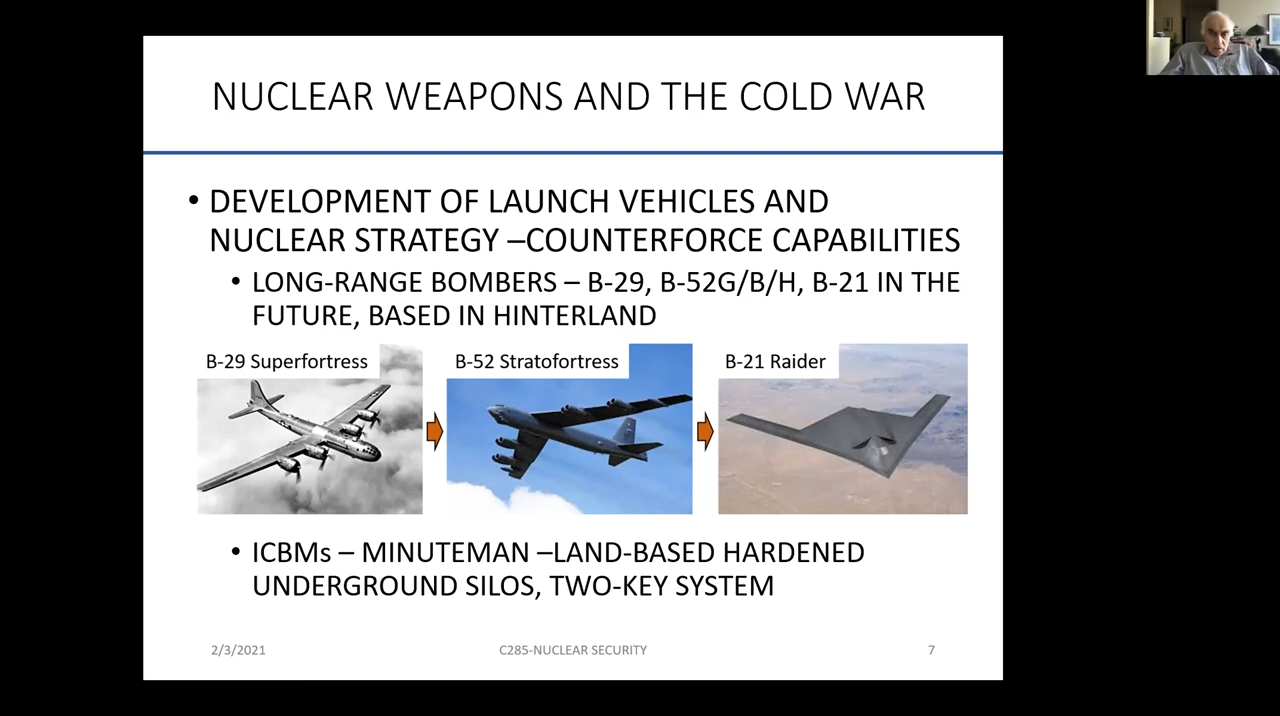 NUCLEAR WEAPONS AND THE COLD WAR
• DEVELOPMENT OF LAUNCH VEHICLES AND
NUCLEAR STRATEGY –COUNTERFORCE CAPABILITIES
• LONG-RANGE BOMBERS – B-29, B-52G/B/H, B-21 IN THE
FUTURE, BASED IN HINTERLAND
B-29 Superfortress
B-52 Stratofortress
B-21 Raider
• ICBMs – MINUTEMAN –LAND-BASED HARDENED
UNDERGROUND SILOS, TWO-KEY SYSTEM
2/3/2021
C285-NUCLEAR SECURITY
7